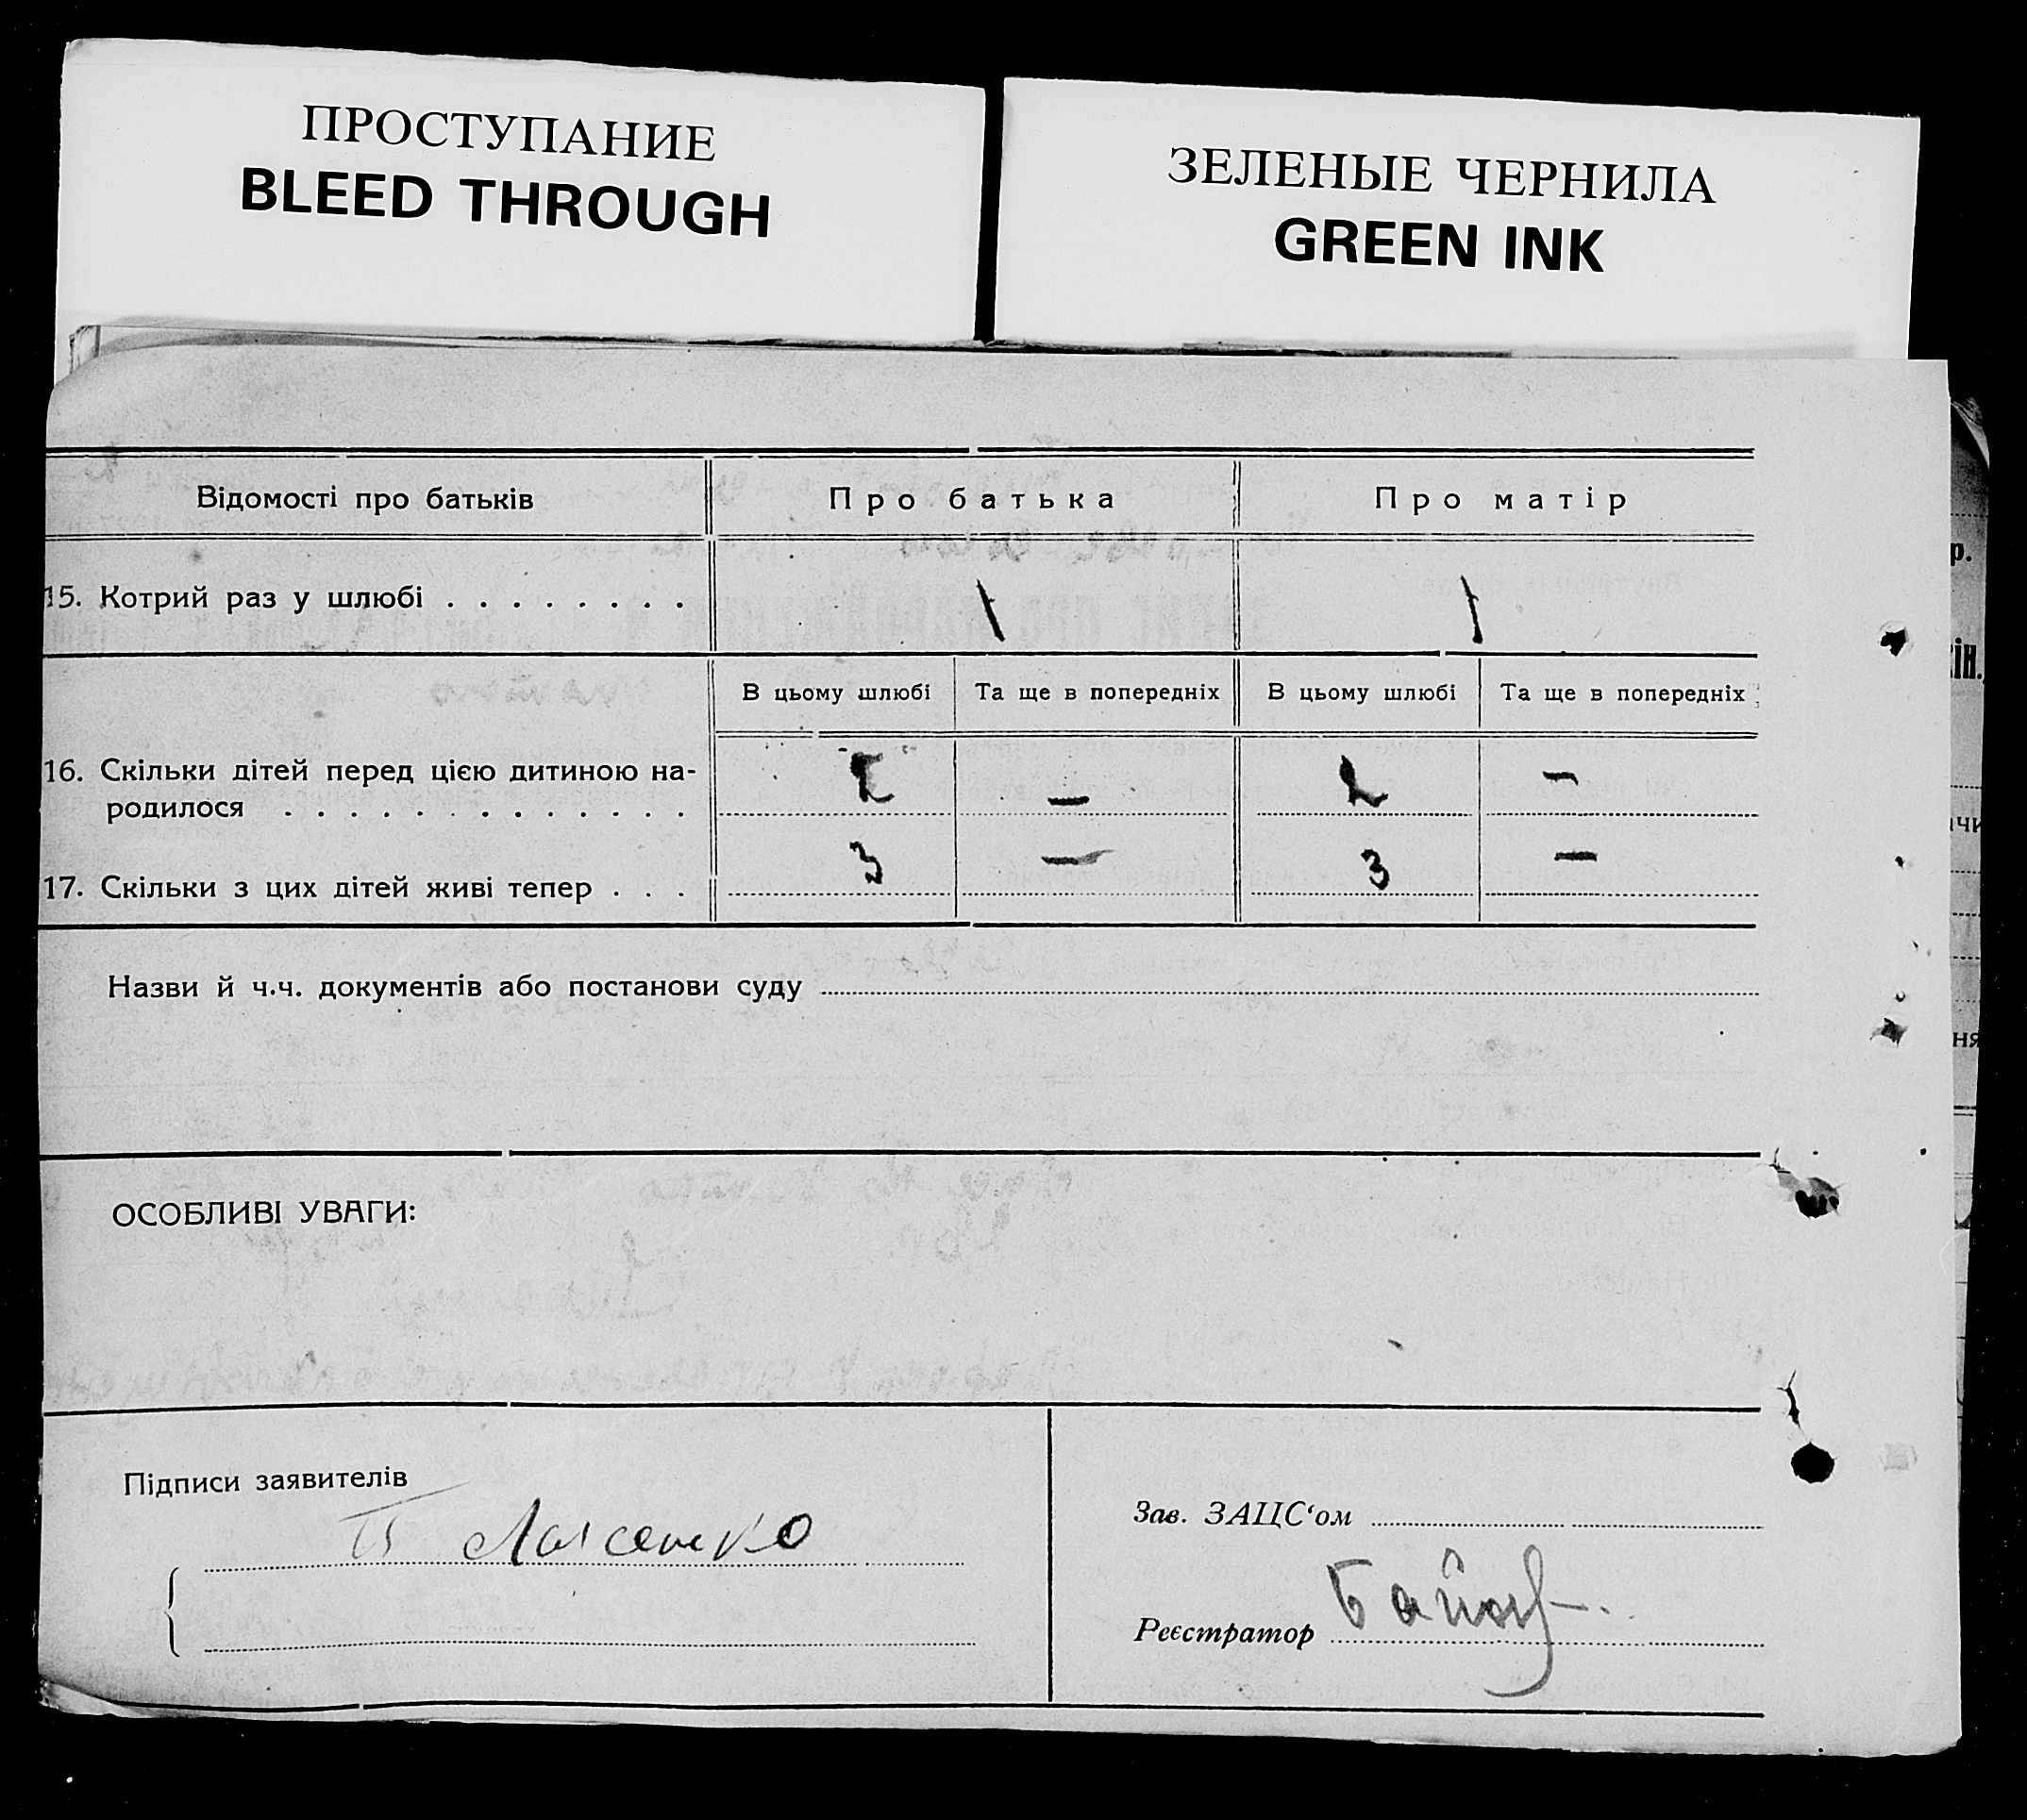 ПРОСТУПАНИЕ
BLEED THROUGH
ЗЕЛЕНЫЕ ЧЕРНИЛА
GREEN INK
Відомості про батьків
Про батька
Про матір
15. Котрий раз у шлюбі . . . . . . . .
1
1
В цьому шлюбі
Та ще в попередніх
В цьому шлюбі
Та ще в попередніх
16. Скільки дітей перед цією дитиною на-
родилося . . . . . . . . . . . . .
2 — 2 —
17. Скільки з цих дітей живі тепер . . .
3 — 3 —
Назви й ч.ч. документів або постанови суду
ОСОБЛИВІ УВАГИ:
Підписи заявителів
Зав. ЗАЦС‘ом
Реєстратор